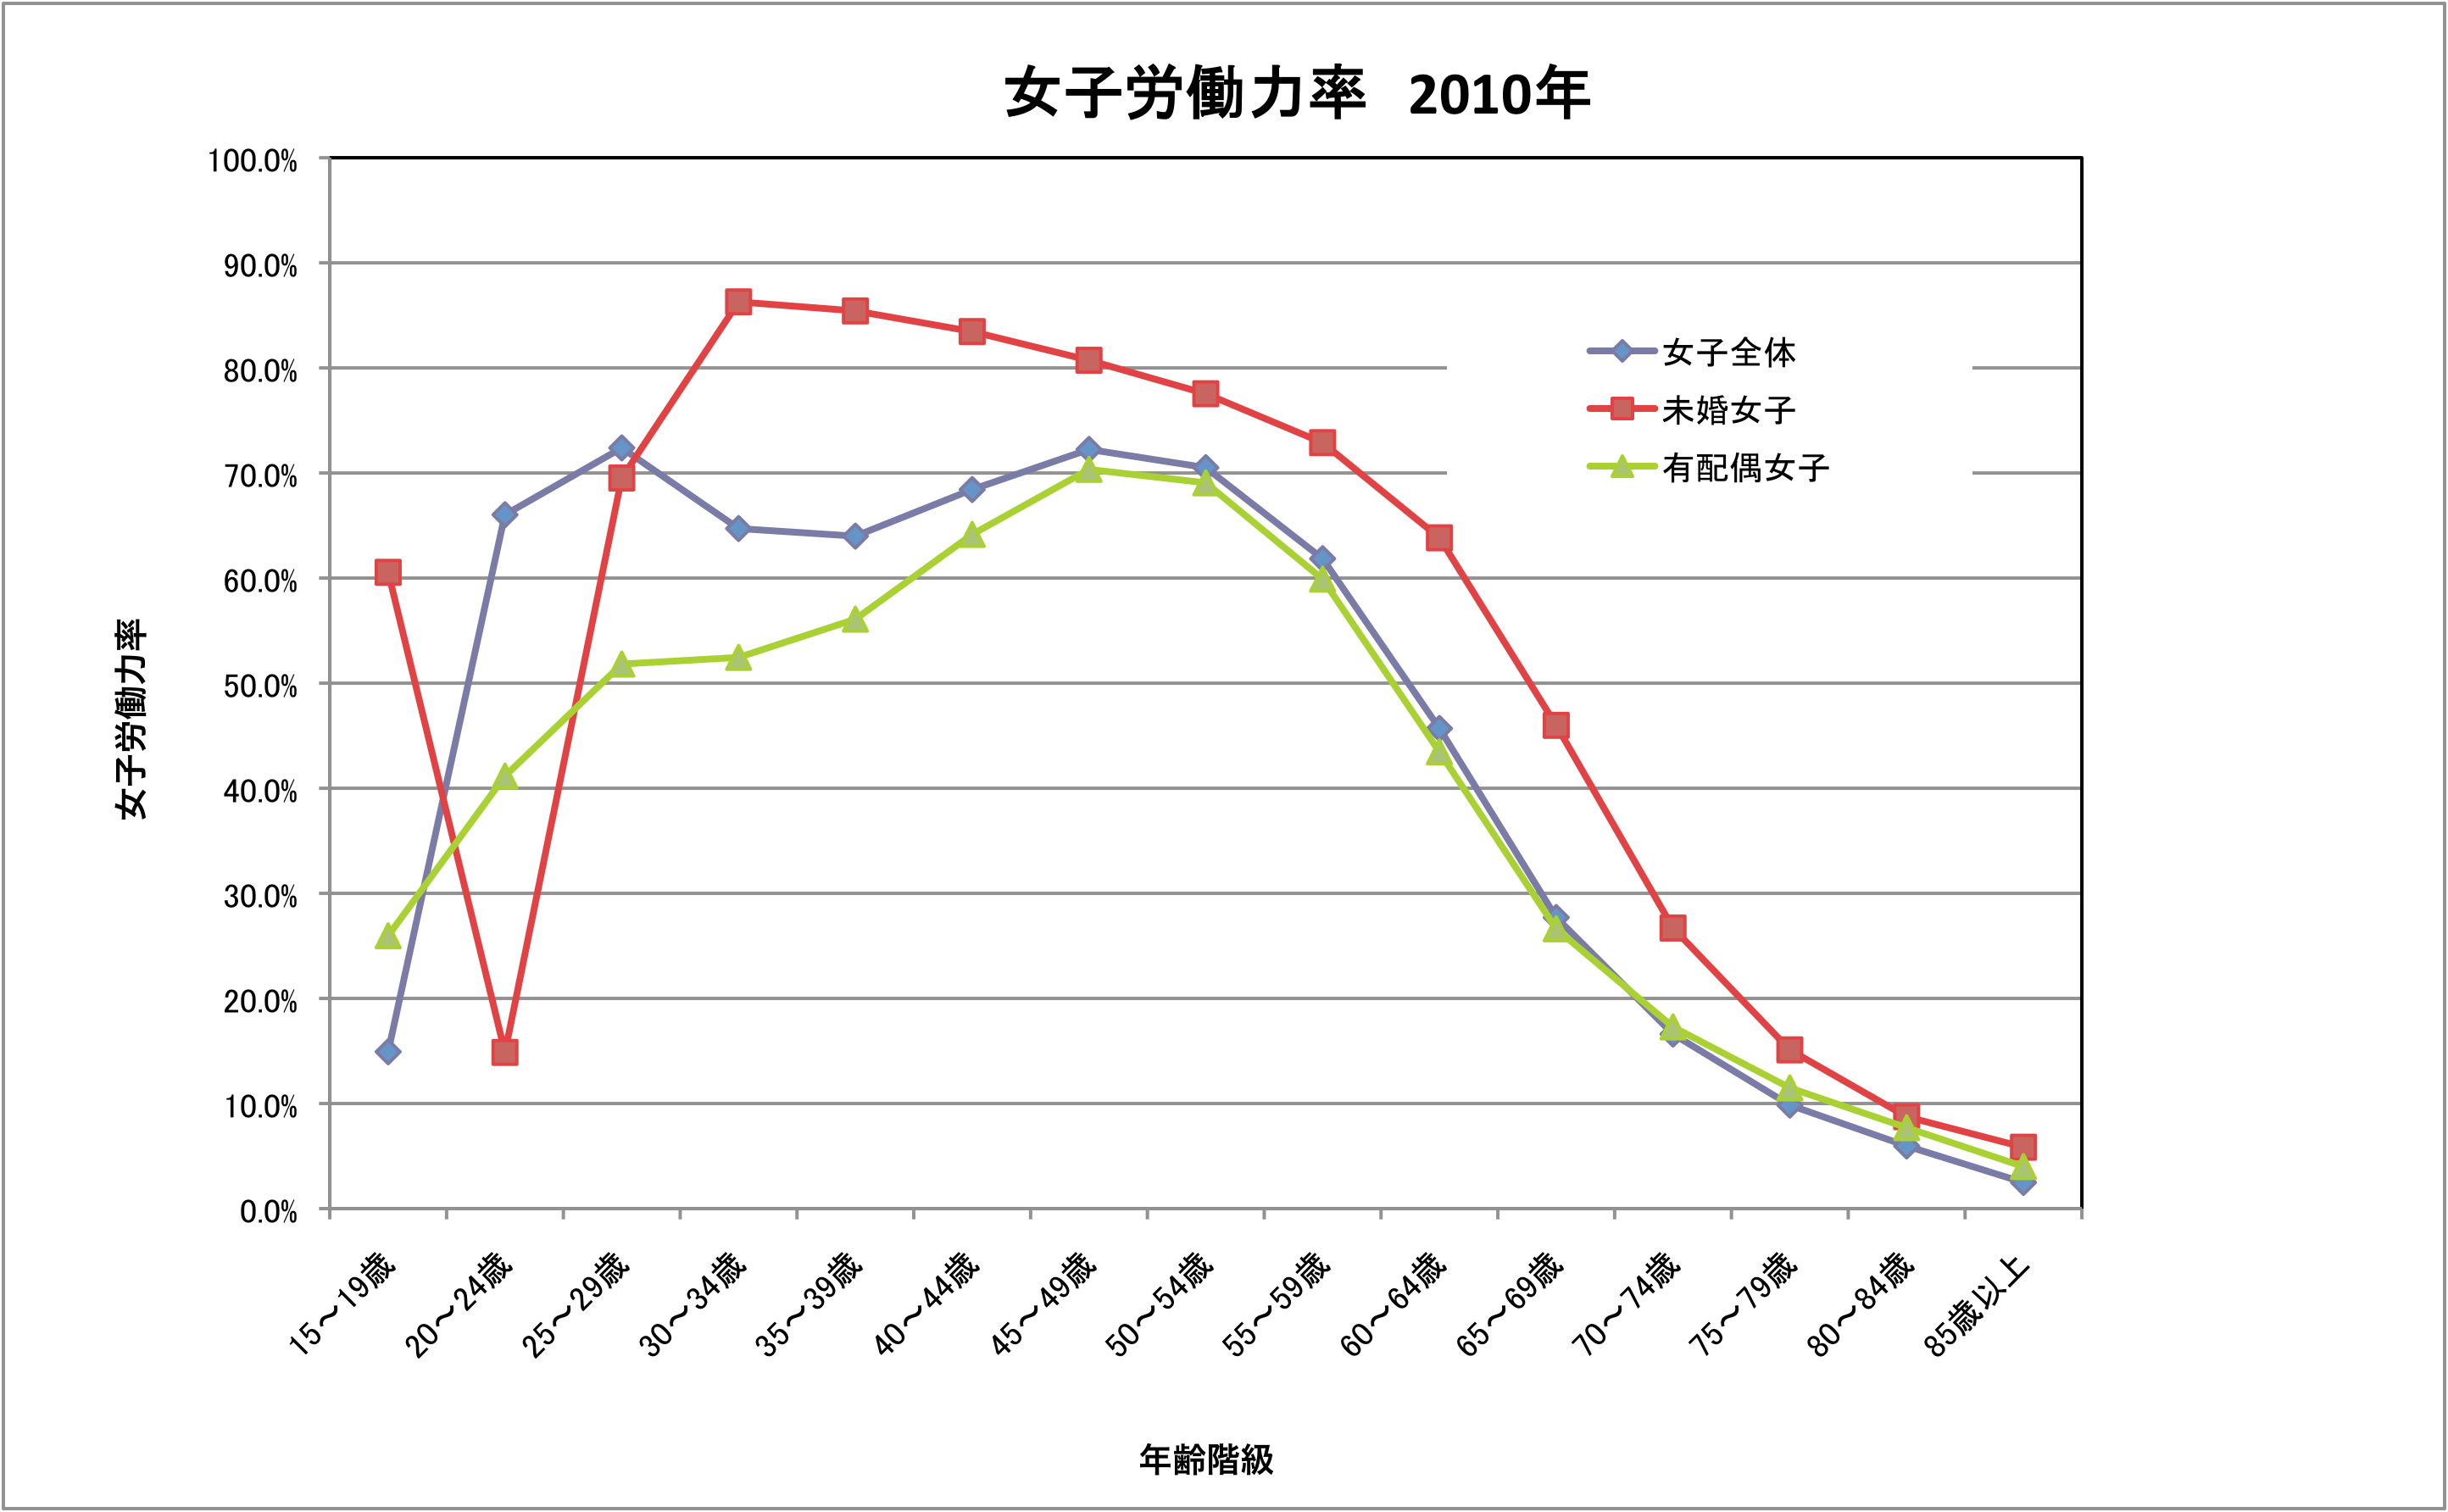 女子労働力率　2010年
100.0%
90.0%
80.0%
70.0%
60.0%
50.0%
40.0%
30.0%
20.0%
10.0%
0.0%
女子労働力率
女子全体
未婚女子
有配偶女子
15～19歳
20～24歳
25～29歳
30～34歳
35～39歳
40～44歳
45～49歳
50～54歳
55～59歳
60～64歳
65～69歳
70～74歳
75～79歳
80～84歳
85歳以上
年齢階級